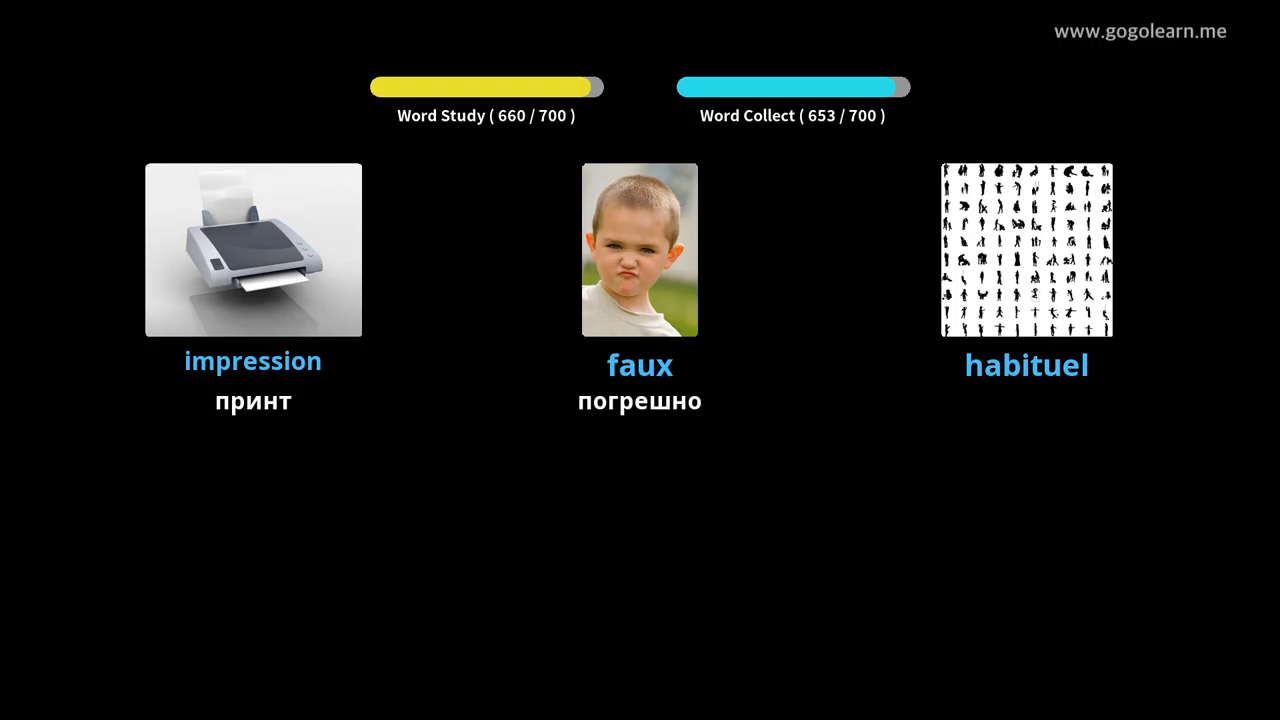 www.gogolearn.me
Word Study ( 660 / 700 )
Word Collect ( 653 / 700 )
impression
faux
habituel
принт
погрешно